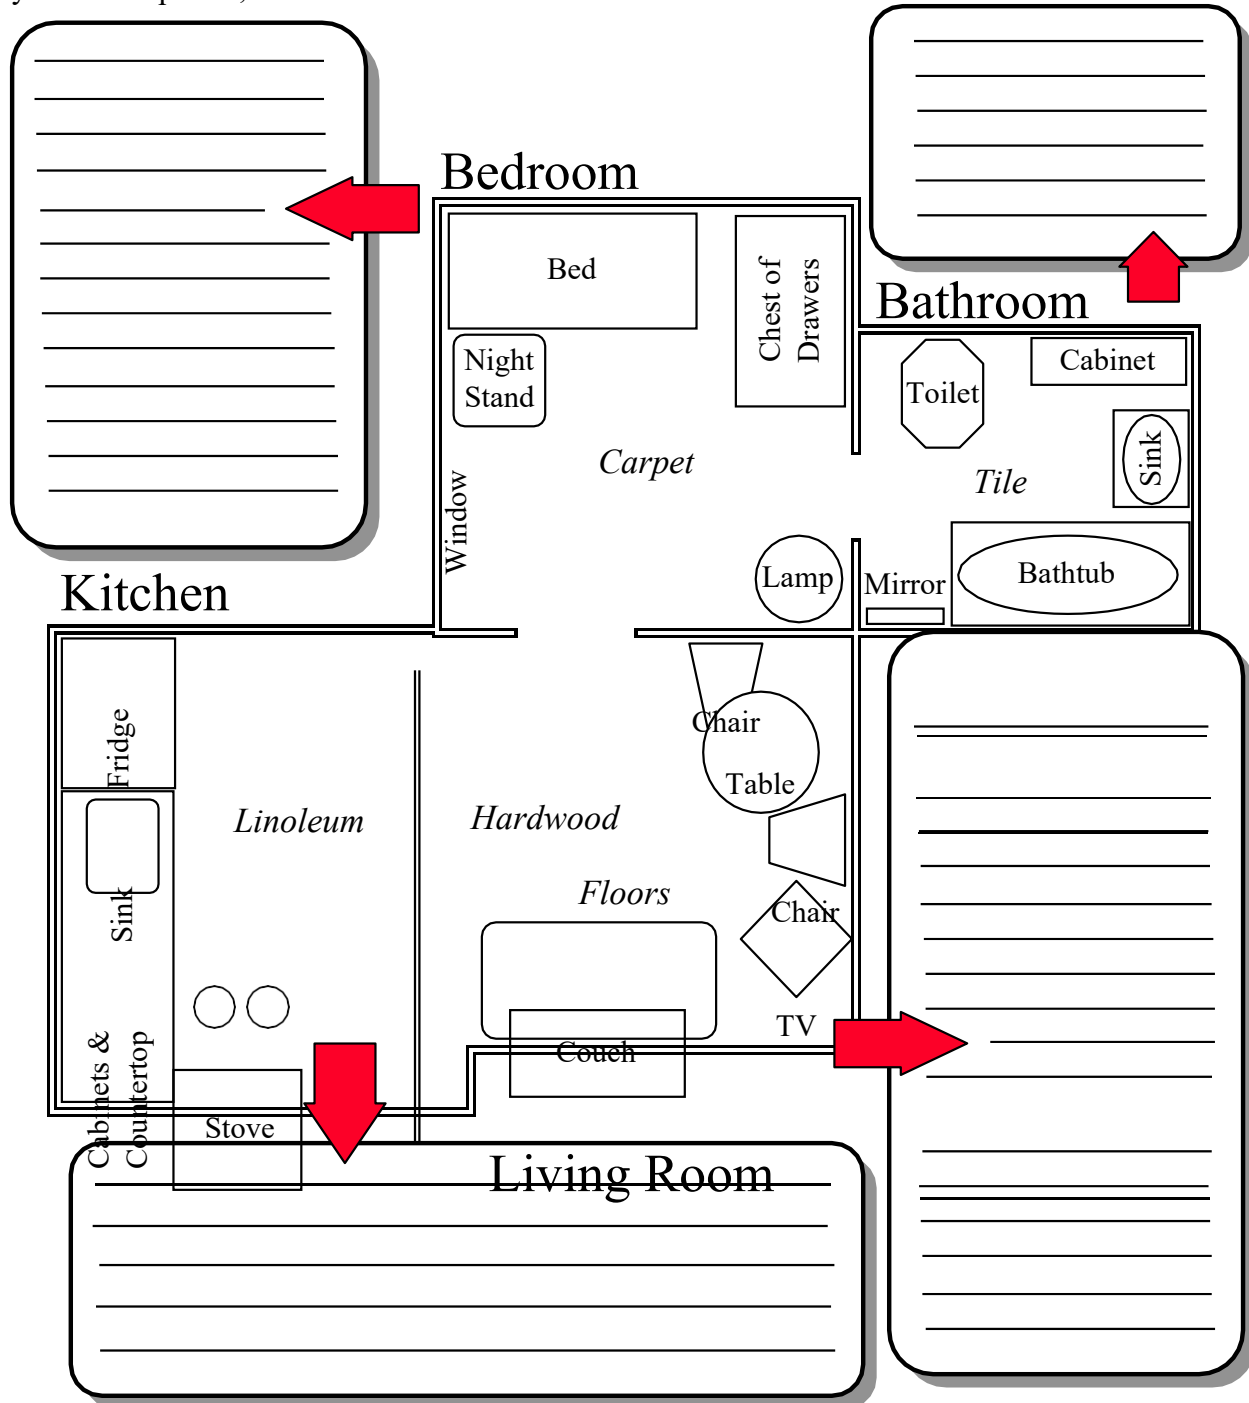 Bedroom
Bed
Chest of
Drawers
Night
Stand
Carpet
Window
Lamp
Bathroom
Toilet
Cabinet
Sink
Tile
Mirror
Bathtub
Kitchen
Fridge
Linoleum
Sink
Cabinets &
Countertop
Stove
Chair
Table
Hardwood
Floors
Chair
TV
Couch
Living Room